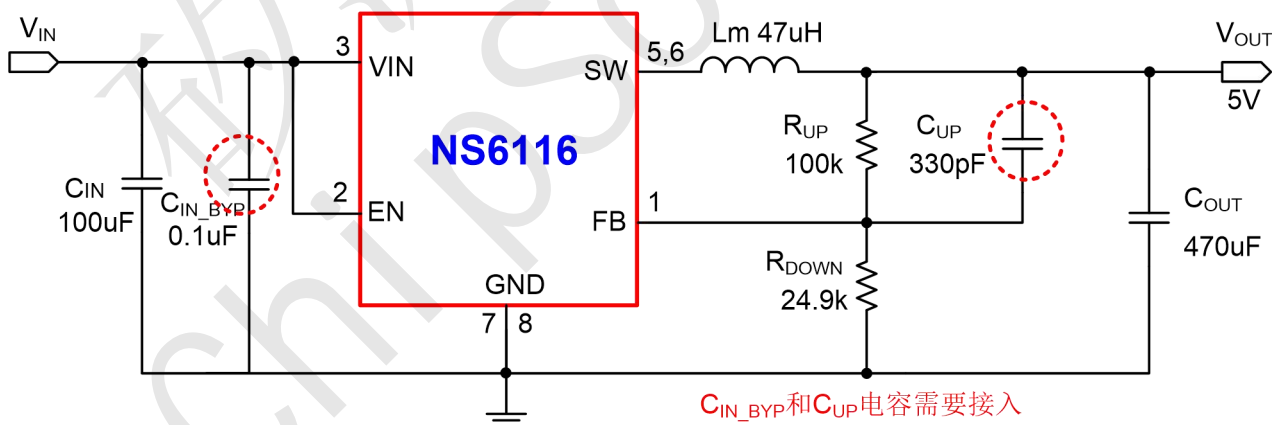 VIN
3
VIN
2
EN
CIN
100uF
CIN_BYP
0.1uF
NS6116
SW
5,6
Lm 47uH
FB
1
GND
7
8
RUP
100k
CUP
330pF
RDOWN
24.9k
COUT
470uF
VOUT
5V
CIN_BYP和CUP电容需要接入